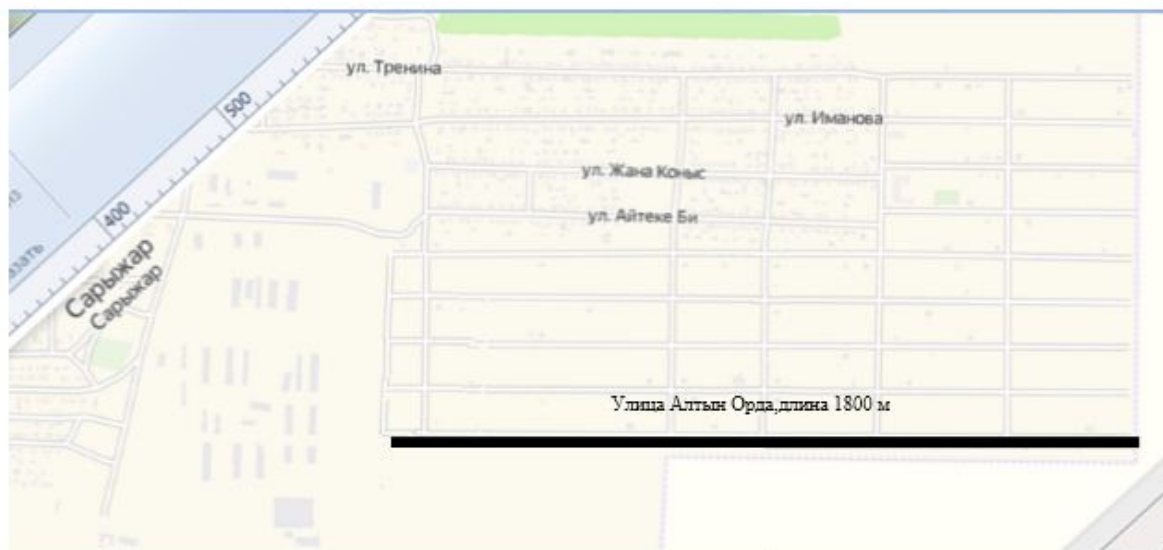 ул. Тренина
500
ул. Иманова
ул. Жана Коныс
ул. Айтеке Би
400
Сарыжар
Сарыжар
Улица Алтын Орда,длина 1800 м